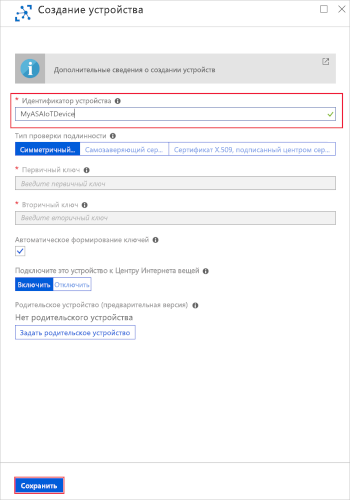 Создание устройства
Дополнительные сведения о создании устройств
* Идентификатор устройства
MyASAIoTDevice
Тип проверки подлинности
Симметричный... Самозаверяющий сер... Сертификат X.509, подписанный центром сер...
* Первичный ключ
Введите первичный ключ
* Вторичный ключ
Введите вторичный ключ
Автоматическое формирование ключей
Подключите это устройство к Центру Интернета вещей
Включить Отключить
Родительское устройство (предварительная версия)
Нет родительского устройства
Задать родительское устройство
Сохранить